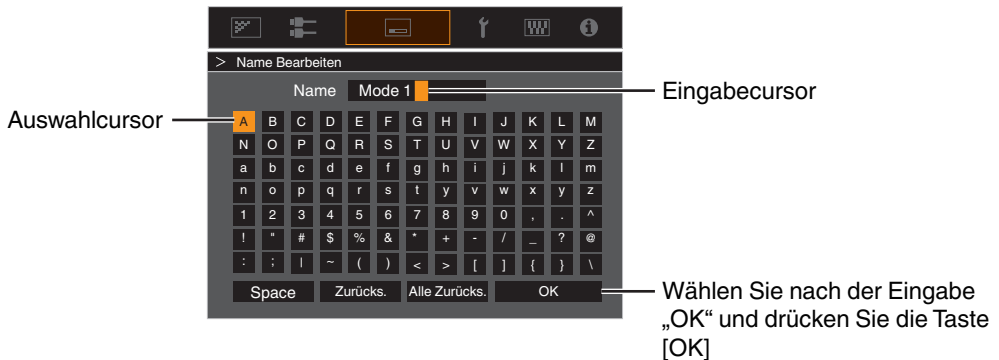 > Name Bearbeiten
Name Mode 1
Eingabecursor
Auswahlcursor
A B C D E F G H I J K L M
N O P Q R S T U V W X Y Z
a b c d e f g h i j k l m
n o p q r s t y v w x y z
1 2 3 4 5 6 7 8 9 0 , . ^
! " # $ % & * + - / _ ? @
: ; | ~ ( ) < > [ ] { } \
Space Zurücks. Alle Zurücks. OK
Wählen Sie nach der Eingabe
„OK“ und drücken Sie die Taste
[OK]